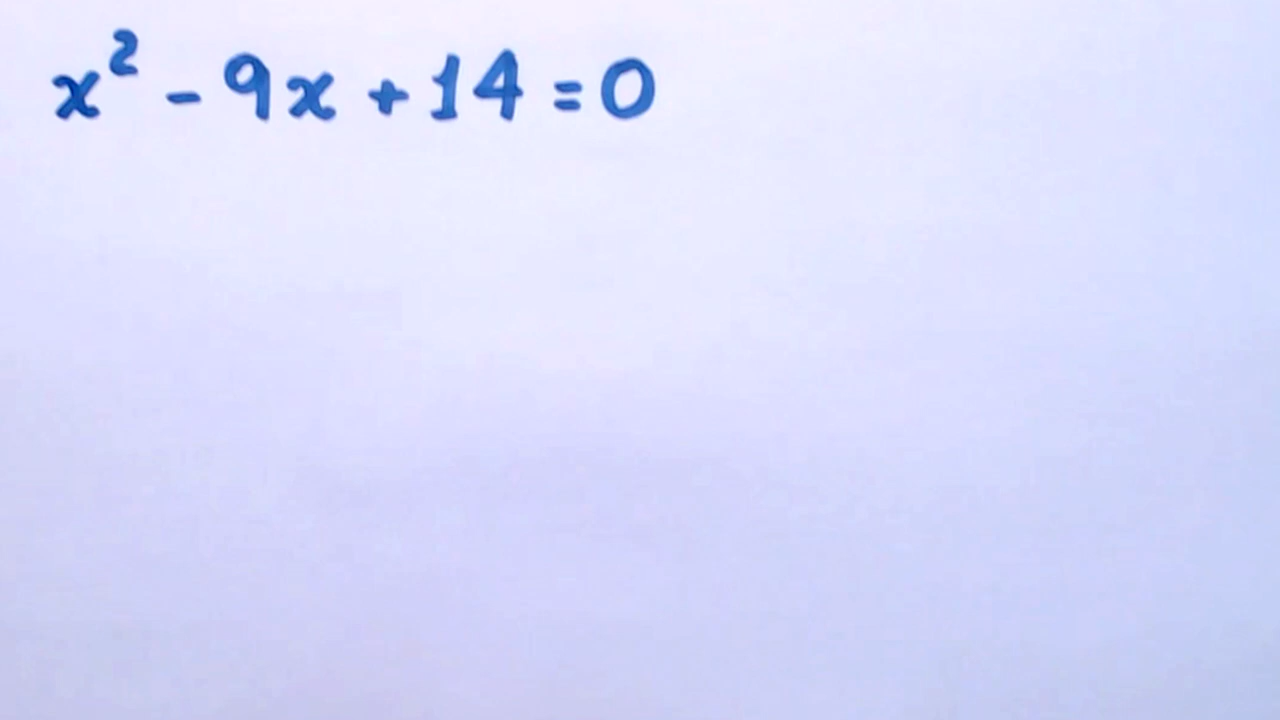 x² - 9x + 14 = 0